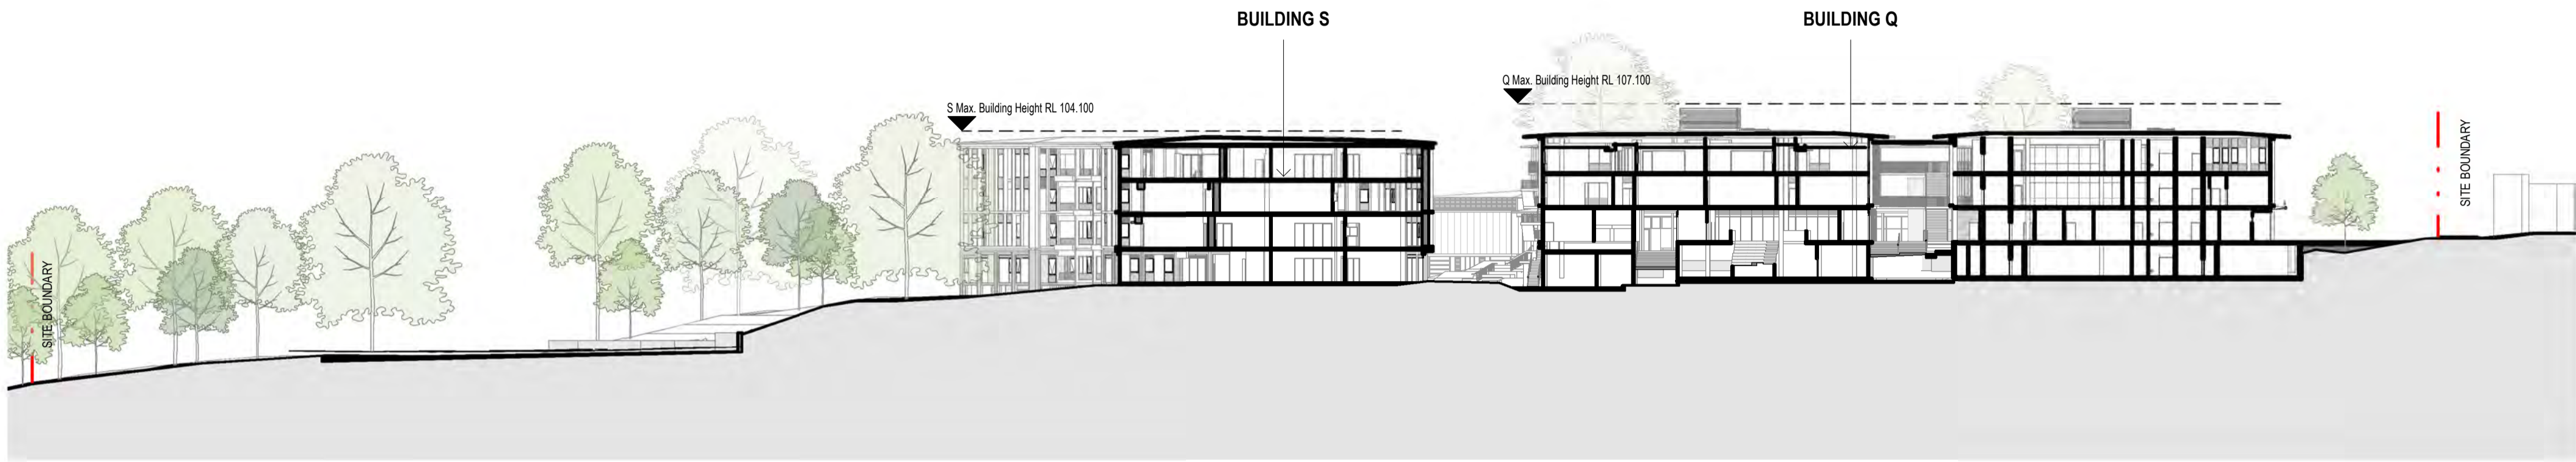 BUILDING S
BUILDING Q
Q Max. Building Height RL 107.100
S Max. Building Height RL 104.100
SITE BOUNDARY
SITE BOUNDARY